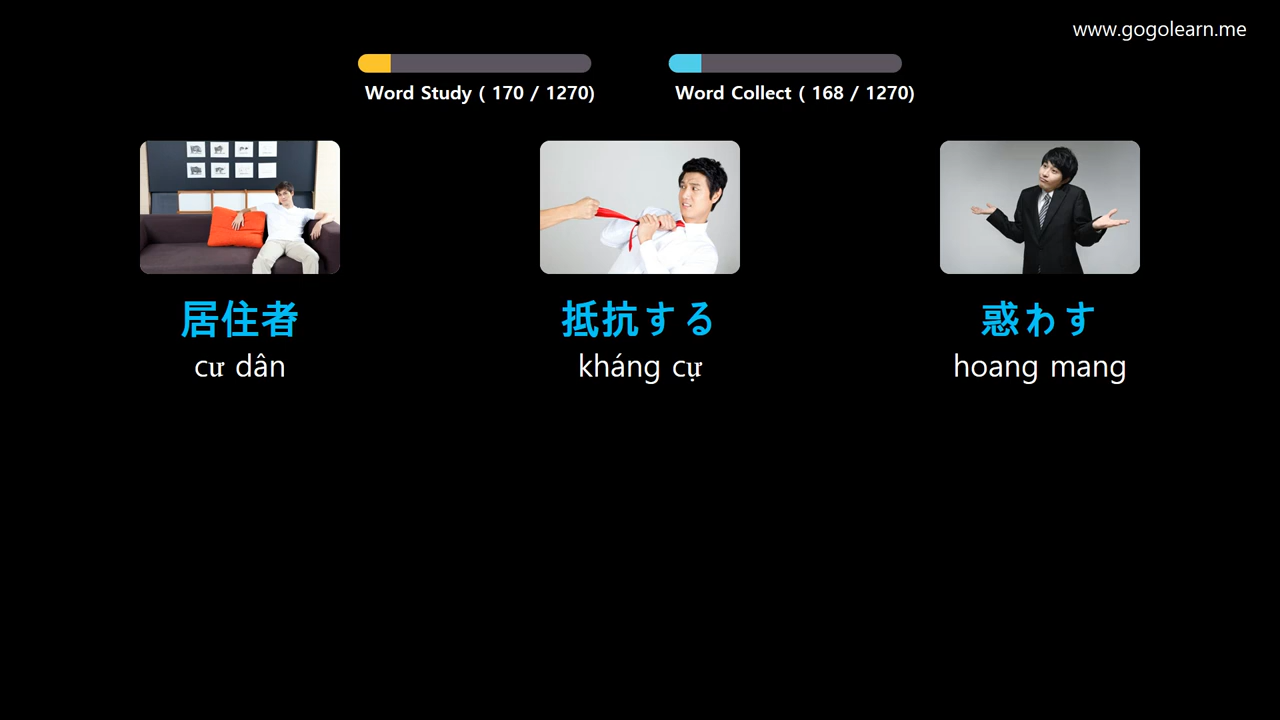 www.gogolearn.me
Word Study ( 170 / 1270)
Word Collect ( 168 / 1270)
居住者
cư dân
抵抗する
kháng cự
惑わす
hoang mang